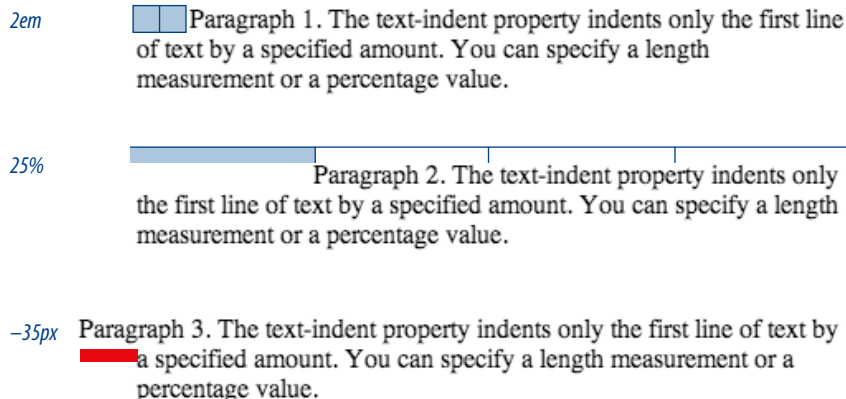 2em Paragraph 1. The text-indent property indents only the first line
of text by a specified amount. You can specify a length
measurement or a percentage value.
25%
Paragraph 2. The text-indent property indents only
the first line of text by a specified amount. You can specify a length
measurement or a percentage value.
–35px Paragraph 3. The text-indent property indents only the first line of text by
a specified amount. You can specify a length measurement or a
percentage value.